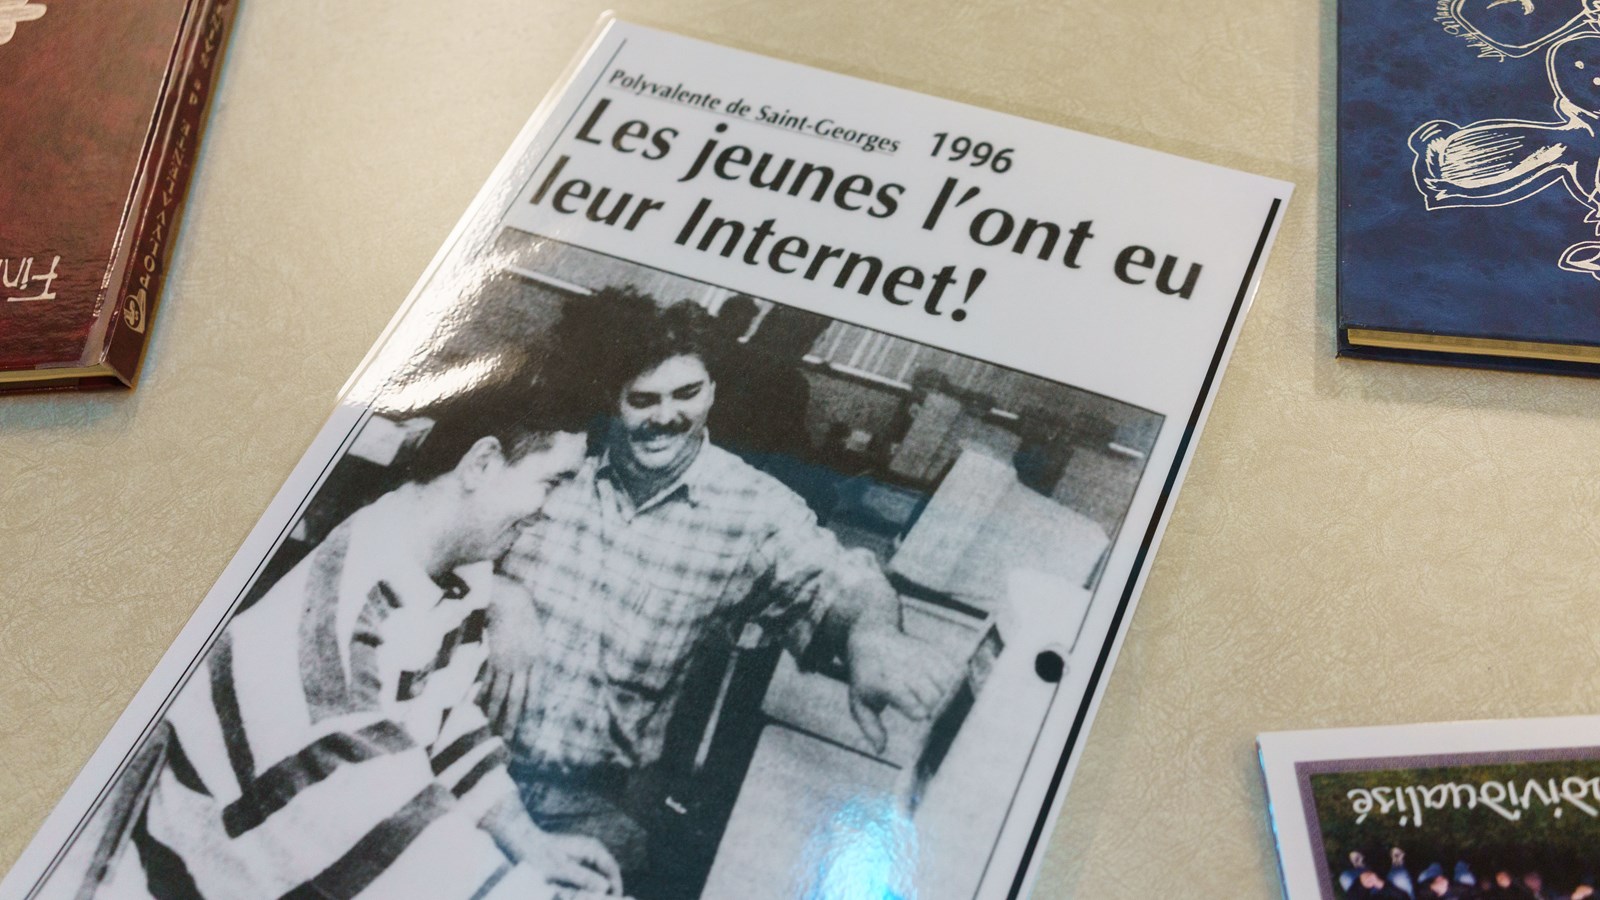 Polyvalente de Saint-Georges 1996
Les jeunes l'ont eu
leur Internet!